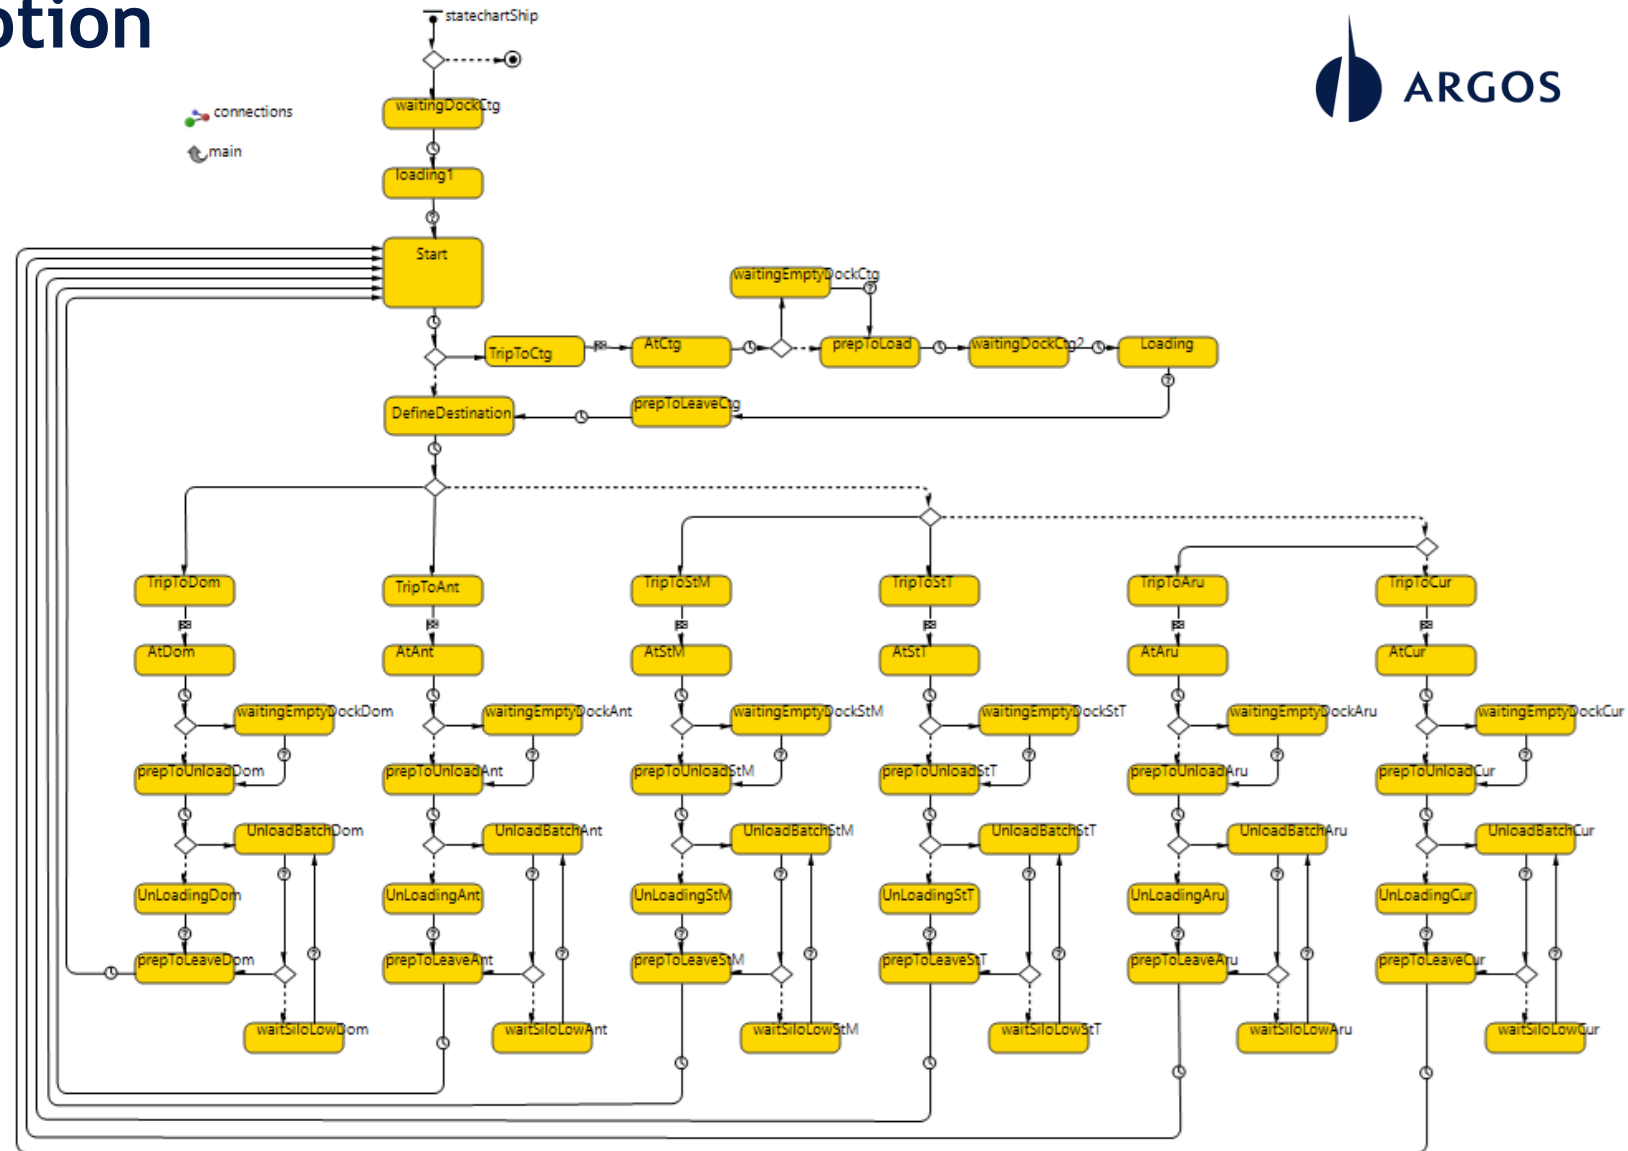 ption
statechartShip
ARGOS
waitingDockCtg
connections
main
loading1
Start
waitingEmptyDockCtg
TripToCtg
AtCtg
prepToLoad
waitingDockCtg2
Loading
DefineDestination
prepToLeaveCtg
TripToDom
TripToAnt
TripToStM
TripToStT
TripToAru
TripToCur
AtDom
AtAnt
AtStM
AtStT
AtAru
AtCur
waitingEmptyDockDom
waitingEmptyDockAnt
waitingEmptyDockStM
waitingEmptyDockStT
waitingEmptyDockAru
waitingEmptyDockCur
prepToUnloadDom
prepToUnloadAnt
prepToUnloadStM
prepToUnloadStT
prepToUnloadAru
prepToUnloadCur
UnloadBatchDom
UnloadBatchAnt
UnloadBatchStM
UnloadBatchStT
UnloadBatchAru
UnloadBatchCur
UnLoadingDom
UnLoadingAnt
UnLoadingStM
UnLoadingStT
UnLoadingAru
UnLoadingCur
prepToLeaveDom
prepToLeaveAnt
prepToLeaveStM
prepToLeaveStT
prepToLeaveAru
prepToLeaveCur
waitSiloLowDom
waitSiloLowAnt
waitSiloLowStM
waitSiloLowStT
waitSiloLowAru
waitSiloLowCur